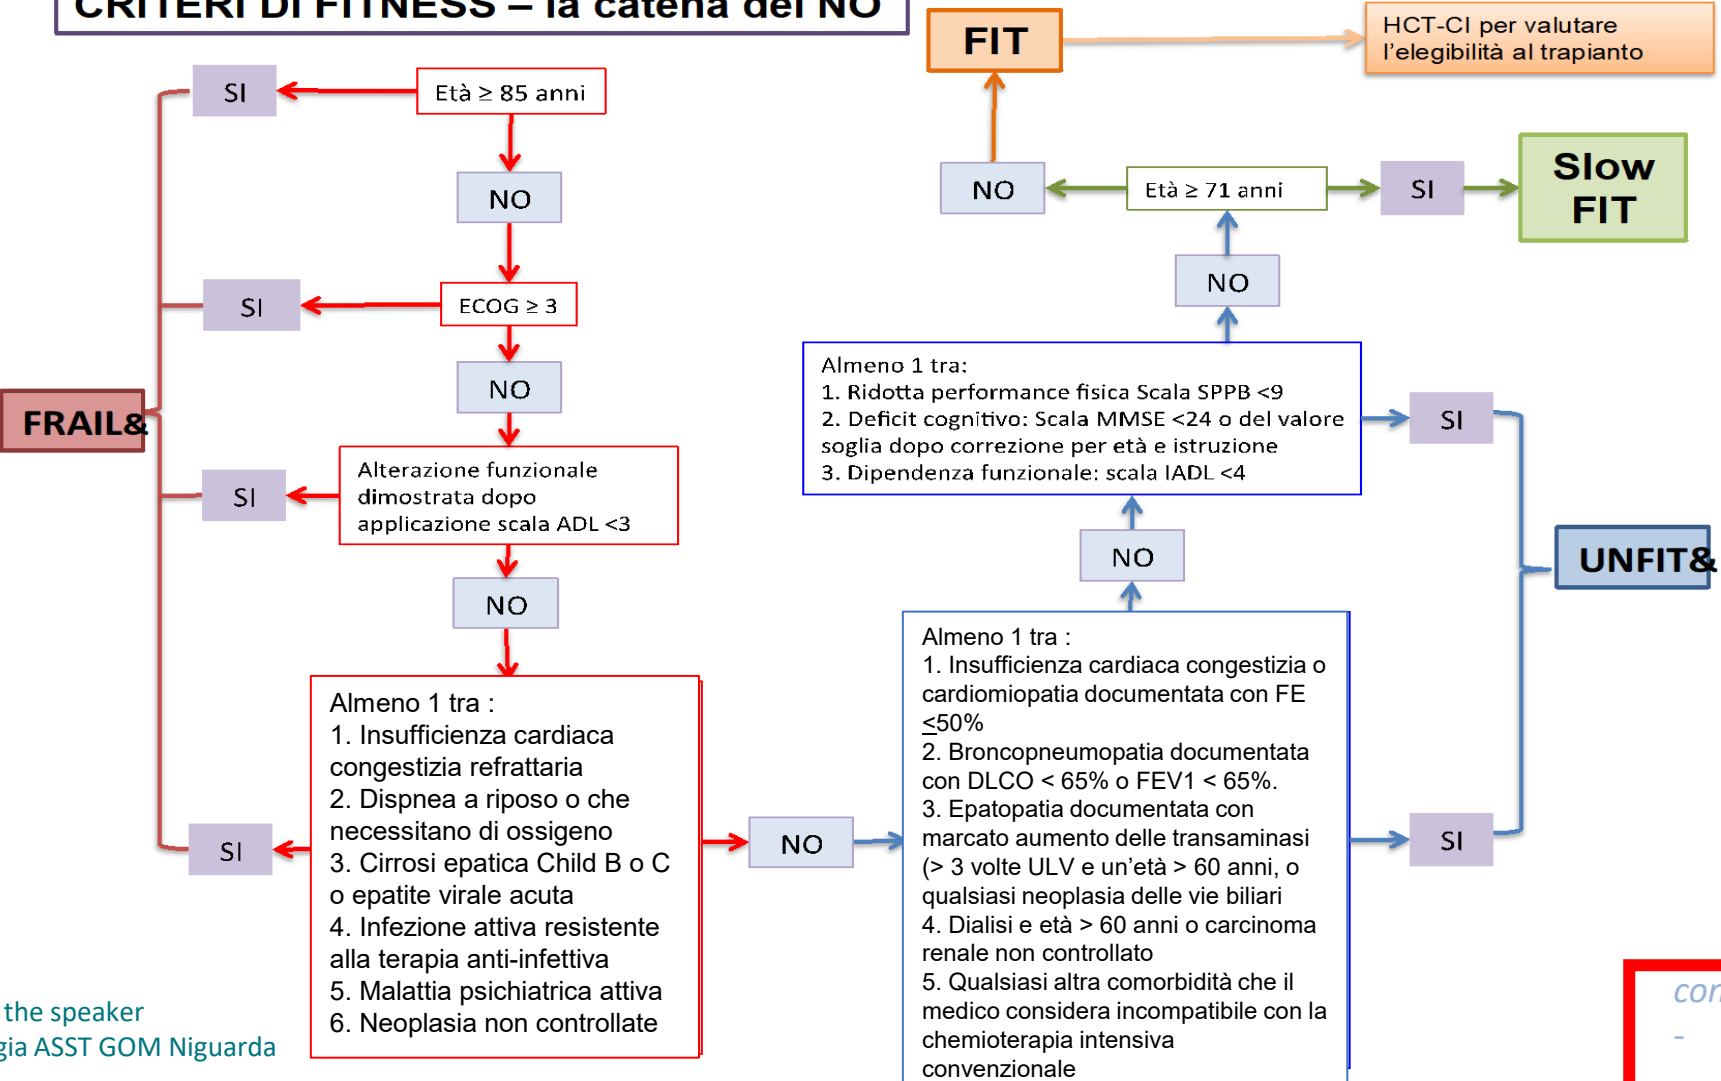 CRITERI DI FITNESS – la catena del NO
SI
Età ≥ 85 anni
NO
SI
ECOG ≥ 3
NO
FRAIL&
SI
Alterazione funzionale
dimostrata dopo
applicazione scala ADL <3
NO
SI
Almeno 1 tra :
1. Insufficienza cardiaca
congestizia refrattaria
2. Dispnea a riposo o che
necessitano di ossigeno
3. Cirrosi epatica Child B o C
o epatite virale acuta
4. Infezione attiva resistente
alla terapia anti-infettiva
5. Malattia psichiatrica attiva
6. Neoplasia non controllate
NO
Almeno 1 tra :
1. Insufficienza cardiaca congestizia o
cardiomiopatia documentata con FE
≤50%
2. Broncopneumopatia documentata
con DLCO < 65% o FEV1 < 65%.
3. Epatopatia documentata con
marcato aumento delle transaminasi
(> 3 volte ULV e un’età > 60 anni, o
qualsiasi neoplasia delle vie biliari
4. Dialisi e età > 60 anni o carcinoma
renale non controllato
5. Qualsiasi altra comorbidità che il
medico considera incompatibile con la
chemioterapia intensiva
convenzionale
SI
NO
Almeno 1 tra:
1. Ridotta performance fisica Scala SPPB <9
2. Deficit cognitivo: Scala MMSE <24 o del valore
soglia dopo correzione per età e istruzione
3. Dipendenza funzionale: scala IADL <4
SI
UNFIT&
NO
Età ≥ 71 anni
SI
Slow
FIT
NO
FIT
HCT-CI per valutare
l’elegibilità al trapianto
the speaker
gia ASST GOM Niguarda
con
-